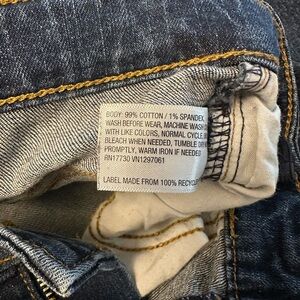 BODY: 99% COTTON / 1% SPANDEX
WASH BEFORE WEAR, MACHINE WASH
WITH LIKE COLORS, NORMAL CYCLE,
BLEACH WHEN NEEDED, TUMBLE DRY
PROMPTLY, WARM IRON IF NEEDED
RN17730 VN1297061
LABEL MADE FROM 100%